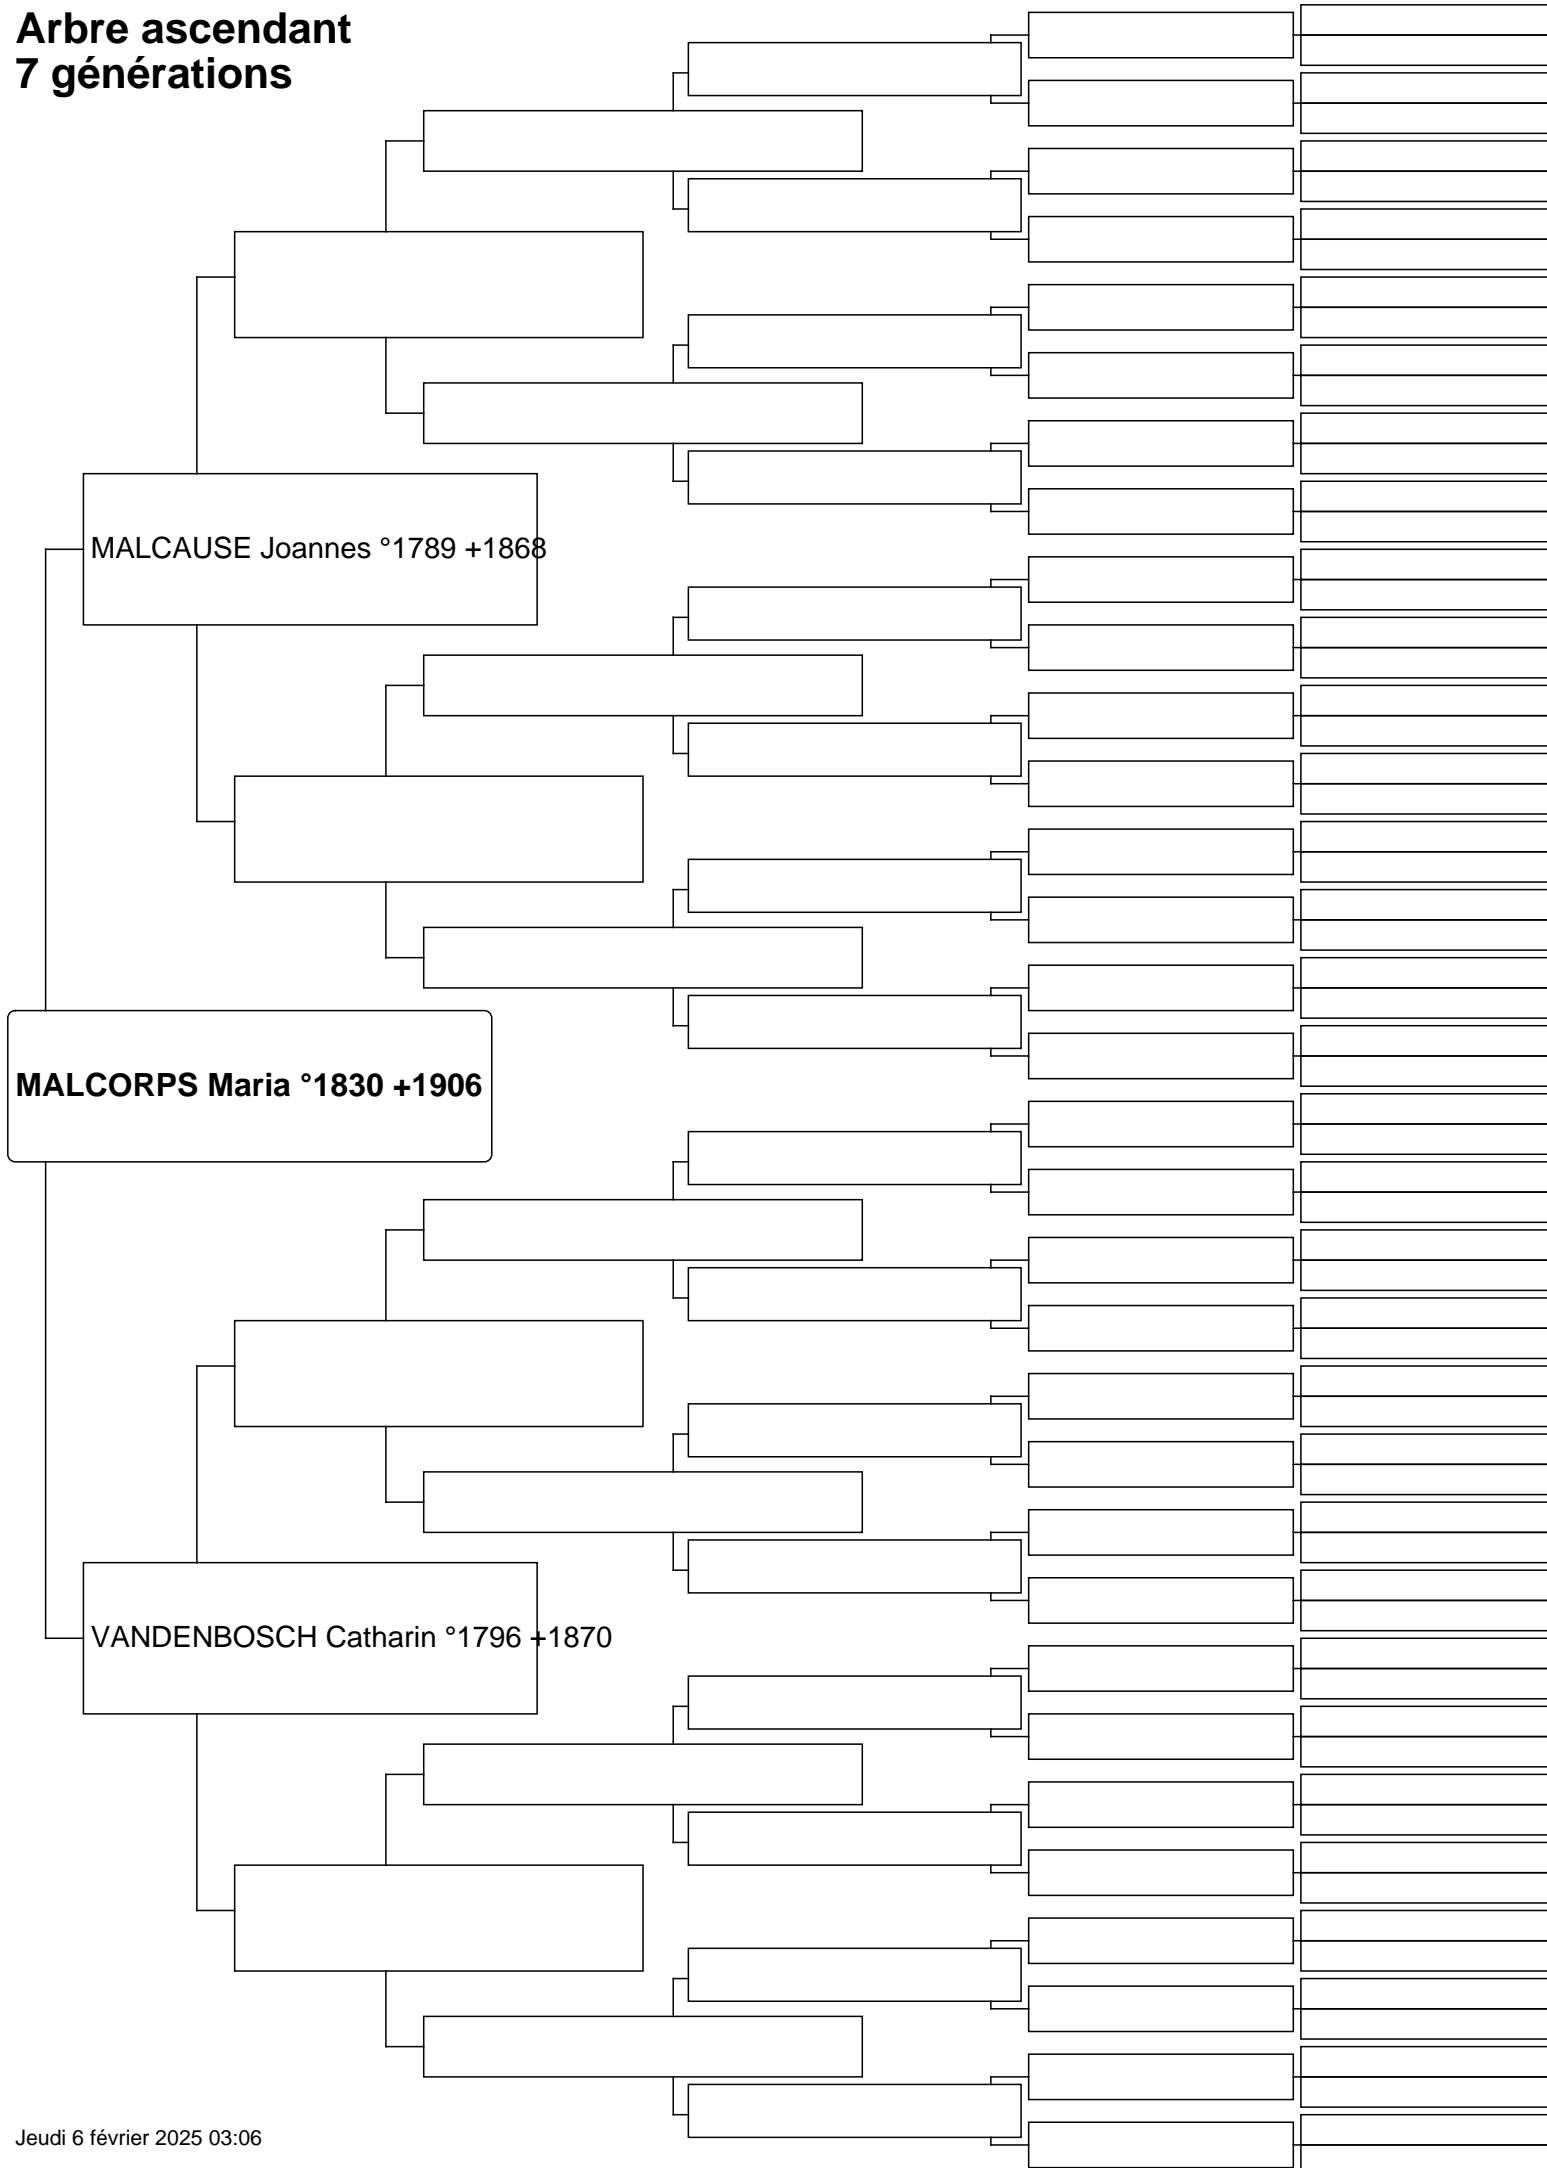 Arbre ascendant
7 générations
MALCAUSE Joannes °1789 +1868
MALCORPS Maria °1830 +1906
VANDENBOSCH Catharin °1796 +1870
Jeudi 6 février 2025 03:06